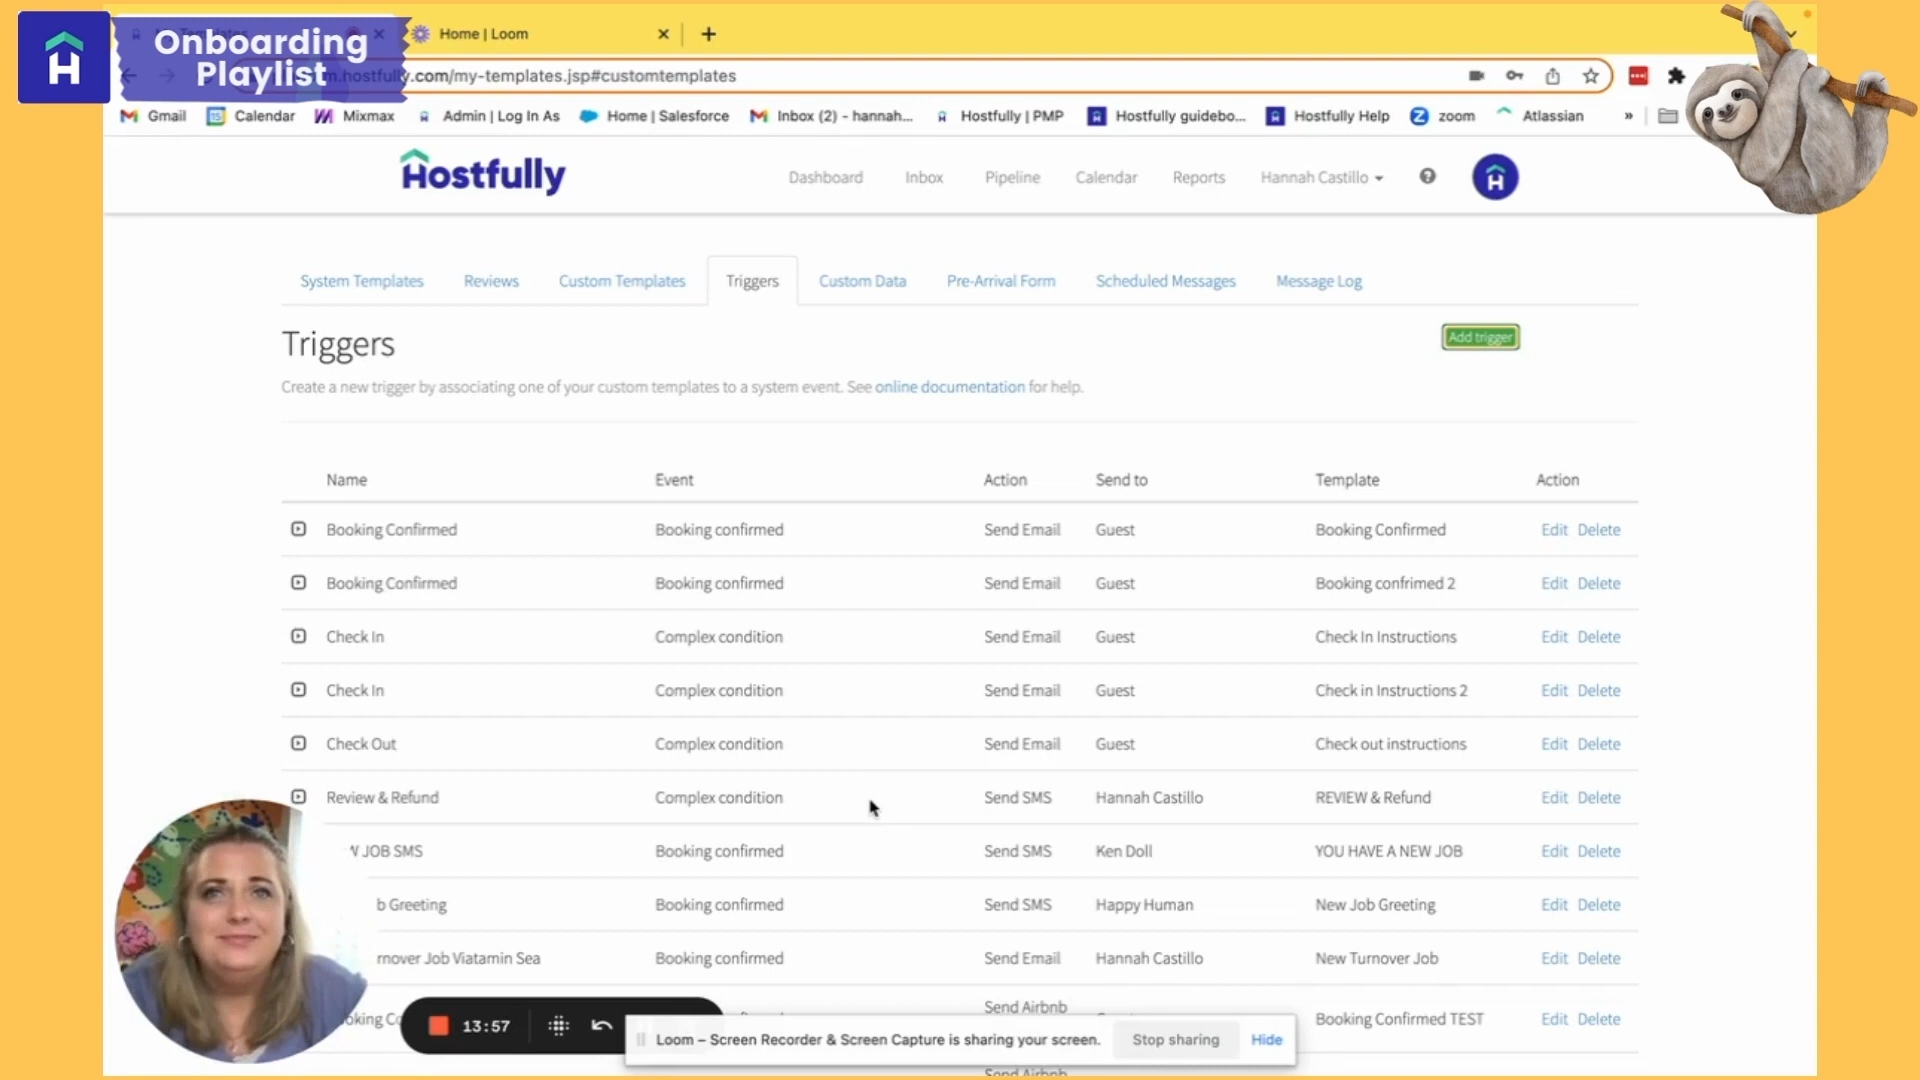 Onboarding
Playlist
Home | Loom
.hostfully.com/my-templates.jsp#customtemplates
Gmail
Calendar
Mixmax
Admin | Log In As
Home | Salesforce
Inbox (2) - hannah...
Hostfully | PMP
Hostfully guidebo...
Hostfully Help
zoom
Atlassian
»
Hostfully
Dashboard
Inbox
Pipeline
Calendar
Reports
Hannah Castillo
System Templates
Reviews
Custom Templates
Triggers
Custom Data
Pre-Arrival Form
Scheduled Messages
Message Log
Triggers
Add trigger
Create a new trigger by associating one of your custom templates to a system event. See online documentation for help.
Name Event Action Send to Template Action
Booking Confirmed Booking confirmed Send Email Guest Booking Confirmed Edit Delete
Booking Confirmed Booking confirmed Send Email Guest Booking confrimed 2 Edit Delete
Check In Complex condition Send Email Guest Check In Instructions Edit Delete
Check In Complex condition Send Email Guest Check in Instructions 2 Edit Delete
Check Out Complex condition Send Email Guest Check out instructions Edit Delete
Review & Refund Complex condition Send SMS Hannah Castillo REVIEW & Refund Edit Delete
W JOB SMS Booking confirmed Send SMS Ken Doll YOU HAVE A NEW JOB Edit Delete
b Greeting Booking confirmed Send SMS Happy Human New Job Greeting Edit Delete
rnover Job Viatamin Sea Booking confirmed Send Email Hannah Castillo New Turnover Job Edit Delete
Send Airbnb
oking Co Booking Confirmed TEST Edit Delete
13:57
Loom – Screen Recorder & Screen Capture is sharing your screen. Stop sharing Hide
Send Airbnb